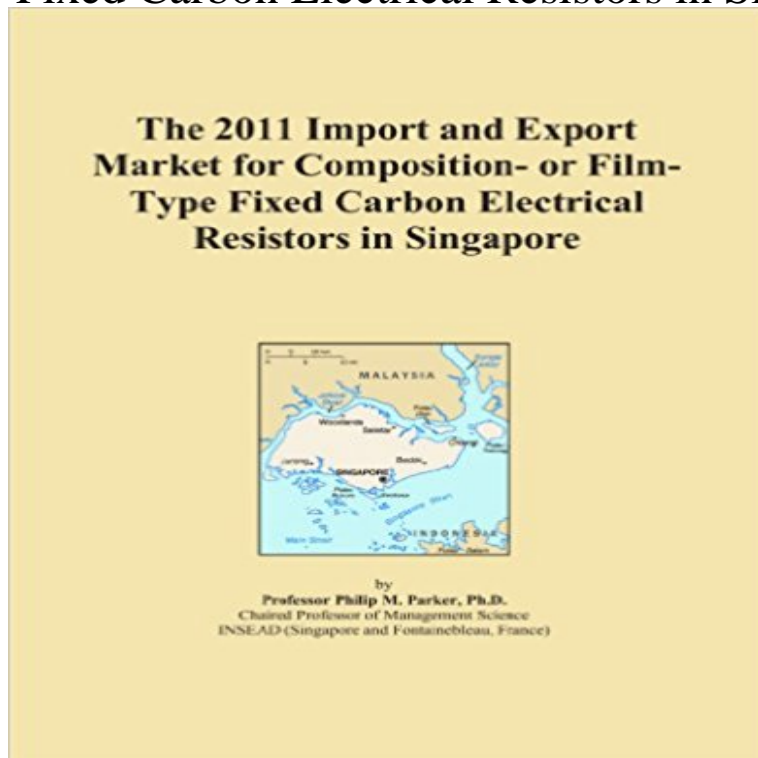 Fixed Carbon Electrical Resistors in
The 2011 Import and Export
Market for Composition- or Film-
Type Fixed Carbon Electrical
Resistors in Singapore
MALAYSIA
Woodlands
SINGAPORE
INDONESIA
by
Professor Philip M. Parker, Ph.D.
Chaired Professor of Management Science
INSEAD (Singapore and Fontainebleau, France)